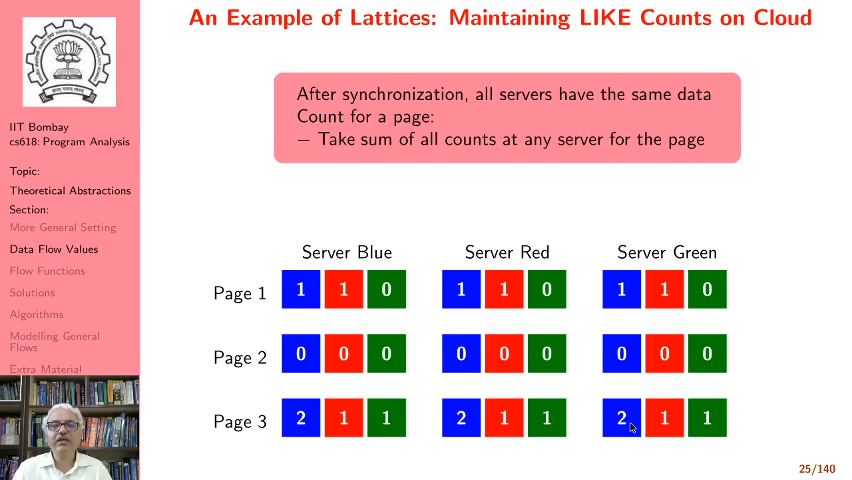 An Example of Lattices: Maintaining LIKE Counts on Cloud
IIT Bombay
cs618: Program Analysis
Topic:
Theoretical Abstractions
Section:
More General Setting
Data Flow Values
Flow Functions
Solutions
Algorithms
Modelling General
Flows
Extra Material
After synchronization, all servers have the same data
Count for a page:
− Take sum of all counts at any server for the page
Server Blue Server Red Server Green
Page 1 1 1 0 1 1 0 1 1 0
Page 2 0 0 0 0 0 0 0 0 0
Page 3 2 1 1 2 1 1 2 1 1
25/140